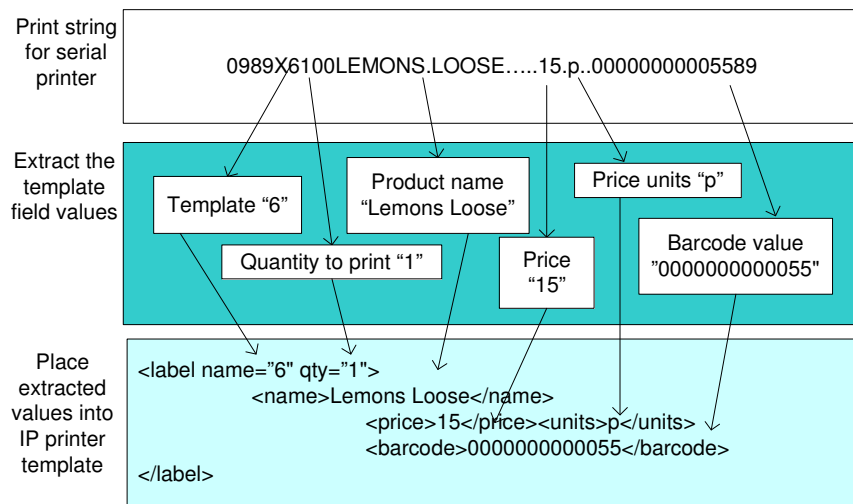 Print string
for serial
printer
0989X6100LEMONS.LOOSE…..15.p..00000000005589
Extract the
template
field values
Template “6”
Quantity to print “1”
Product name
“Lemons Loose”
Price
“15”
Price units “p”
Barcode value
”0000000000055"
Place
extracted
values into
IP printer
template
<label name=”6" qty=”1">
<name>Lemons Loose</name>
<price>15</price><units>p</units>
<barcode>0000000000055</barcode>
</label>